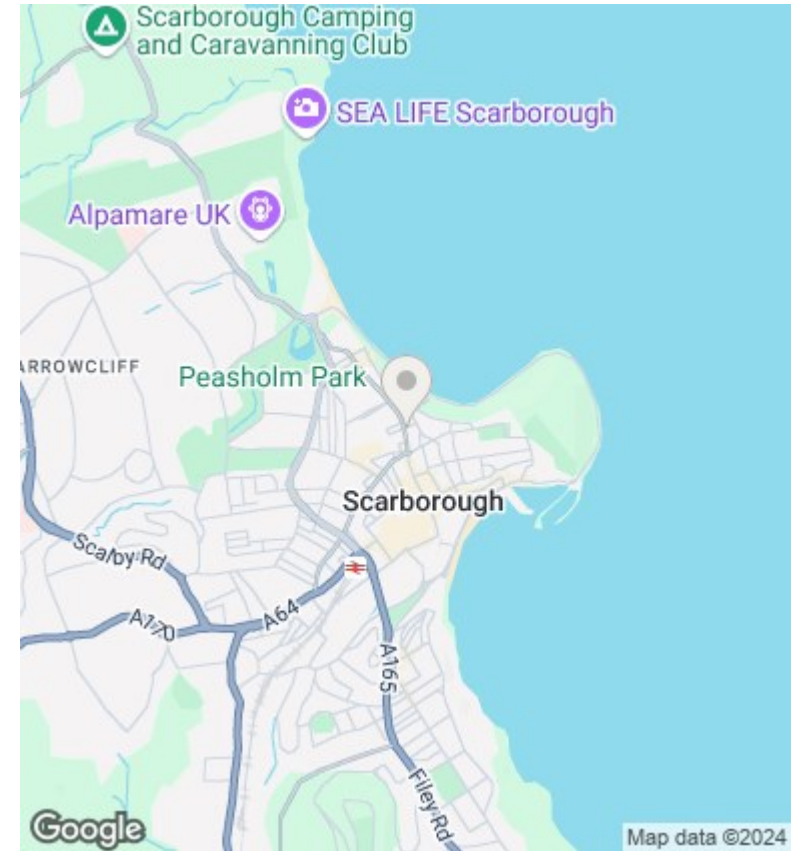 Scarborough Camping
and Caravanning Club
SEA LIFE Scarborough
Alpamare UK
ARROWCLIFF
Peasholm Park
Scarborough
Scalby Rd
A64
A170
A165
Filey Rd
Google
Map data ©2024